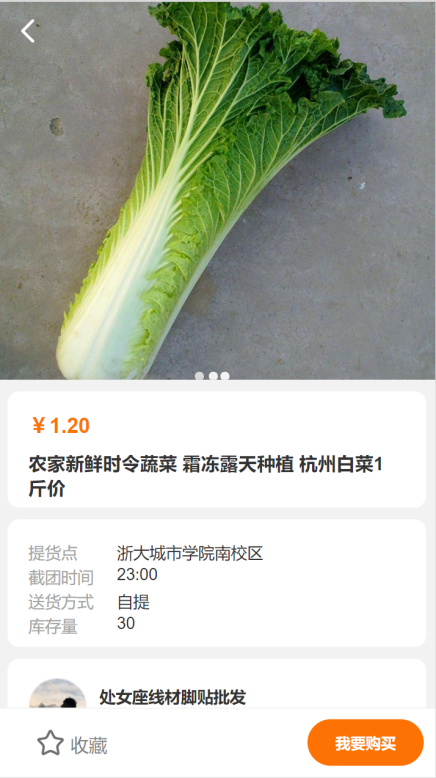 ￥1.20
农家新鲜时令蔬菜 霜冻露天种植 杭州白菜1
斤价
提货点 浙大城市学院南校区
截团时间 23:00
送货方式 自提
库存量 30
处女座线材脚贴批发
收藏
我要购买